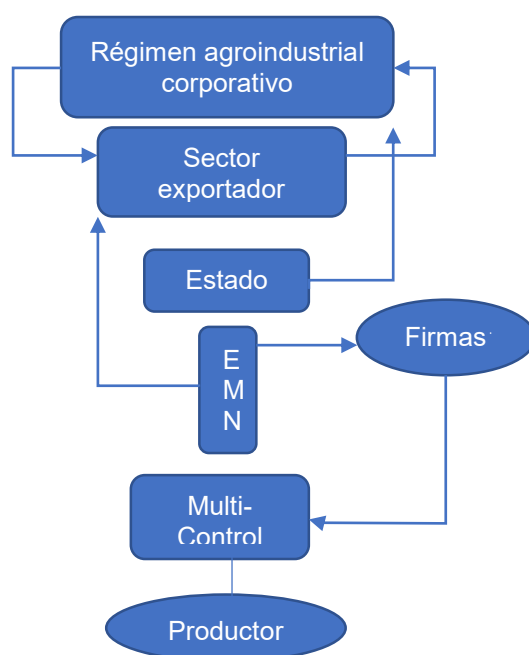 Régimen agroindustrial
corporativo
Sector
exportador
Estado
E
M
N
Firmas
Multi-
Control
Productor